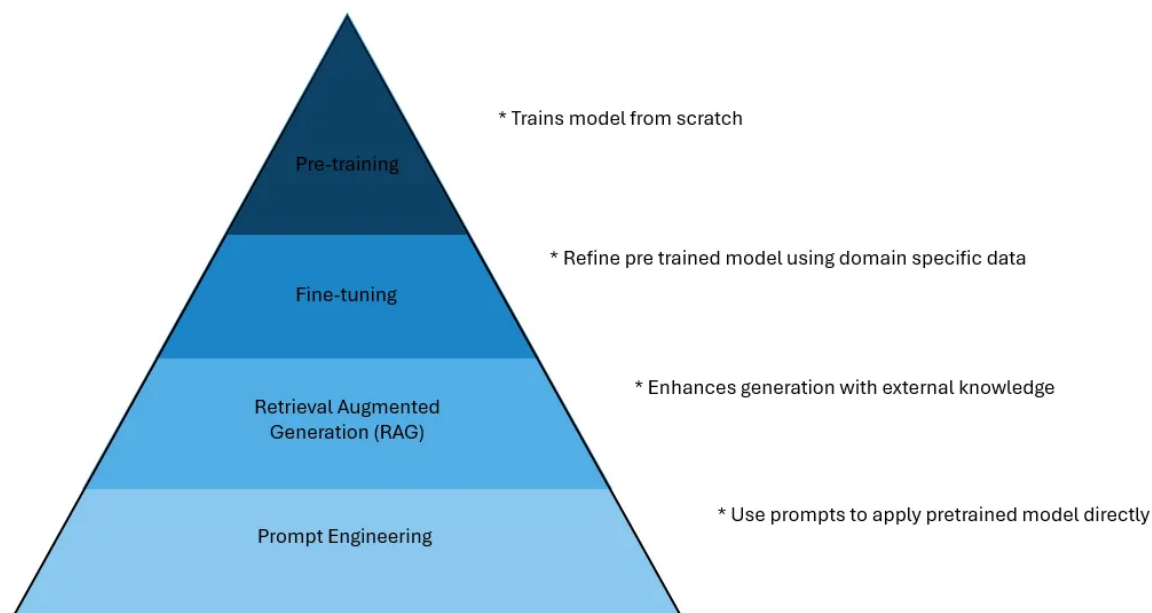 * Trains model from scratch
Pre-training
* Refine pre trained model using domain specific data
Fine-tuning
* Enhances generation with external knowledge
Retrieval Augmented
Generation (RAG)
* Use prompts to apply pretrained model directly
Prompt Engineering